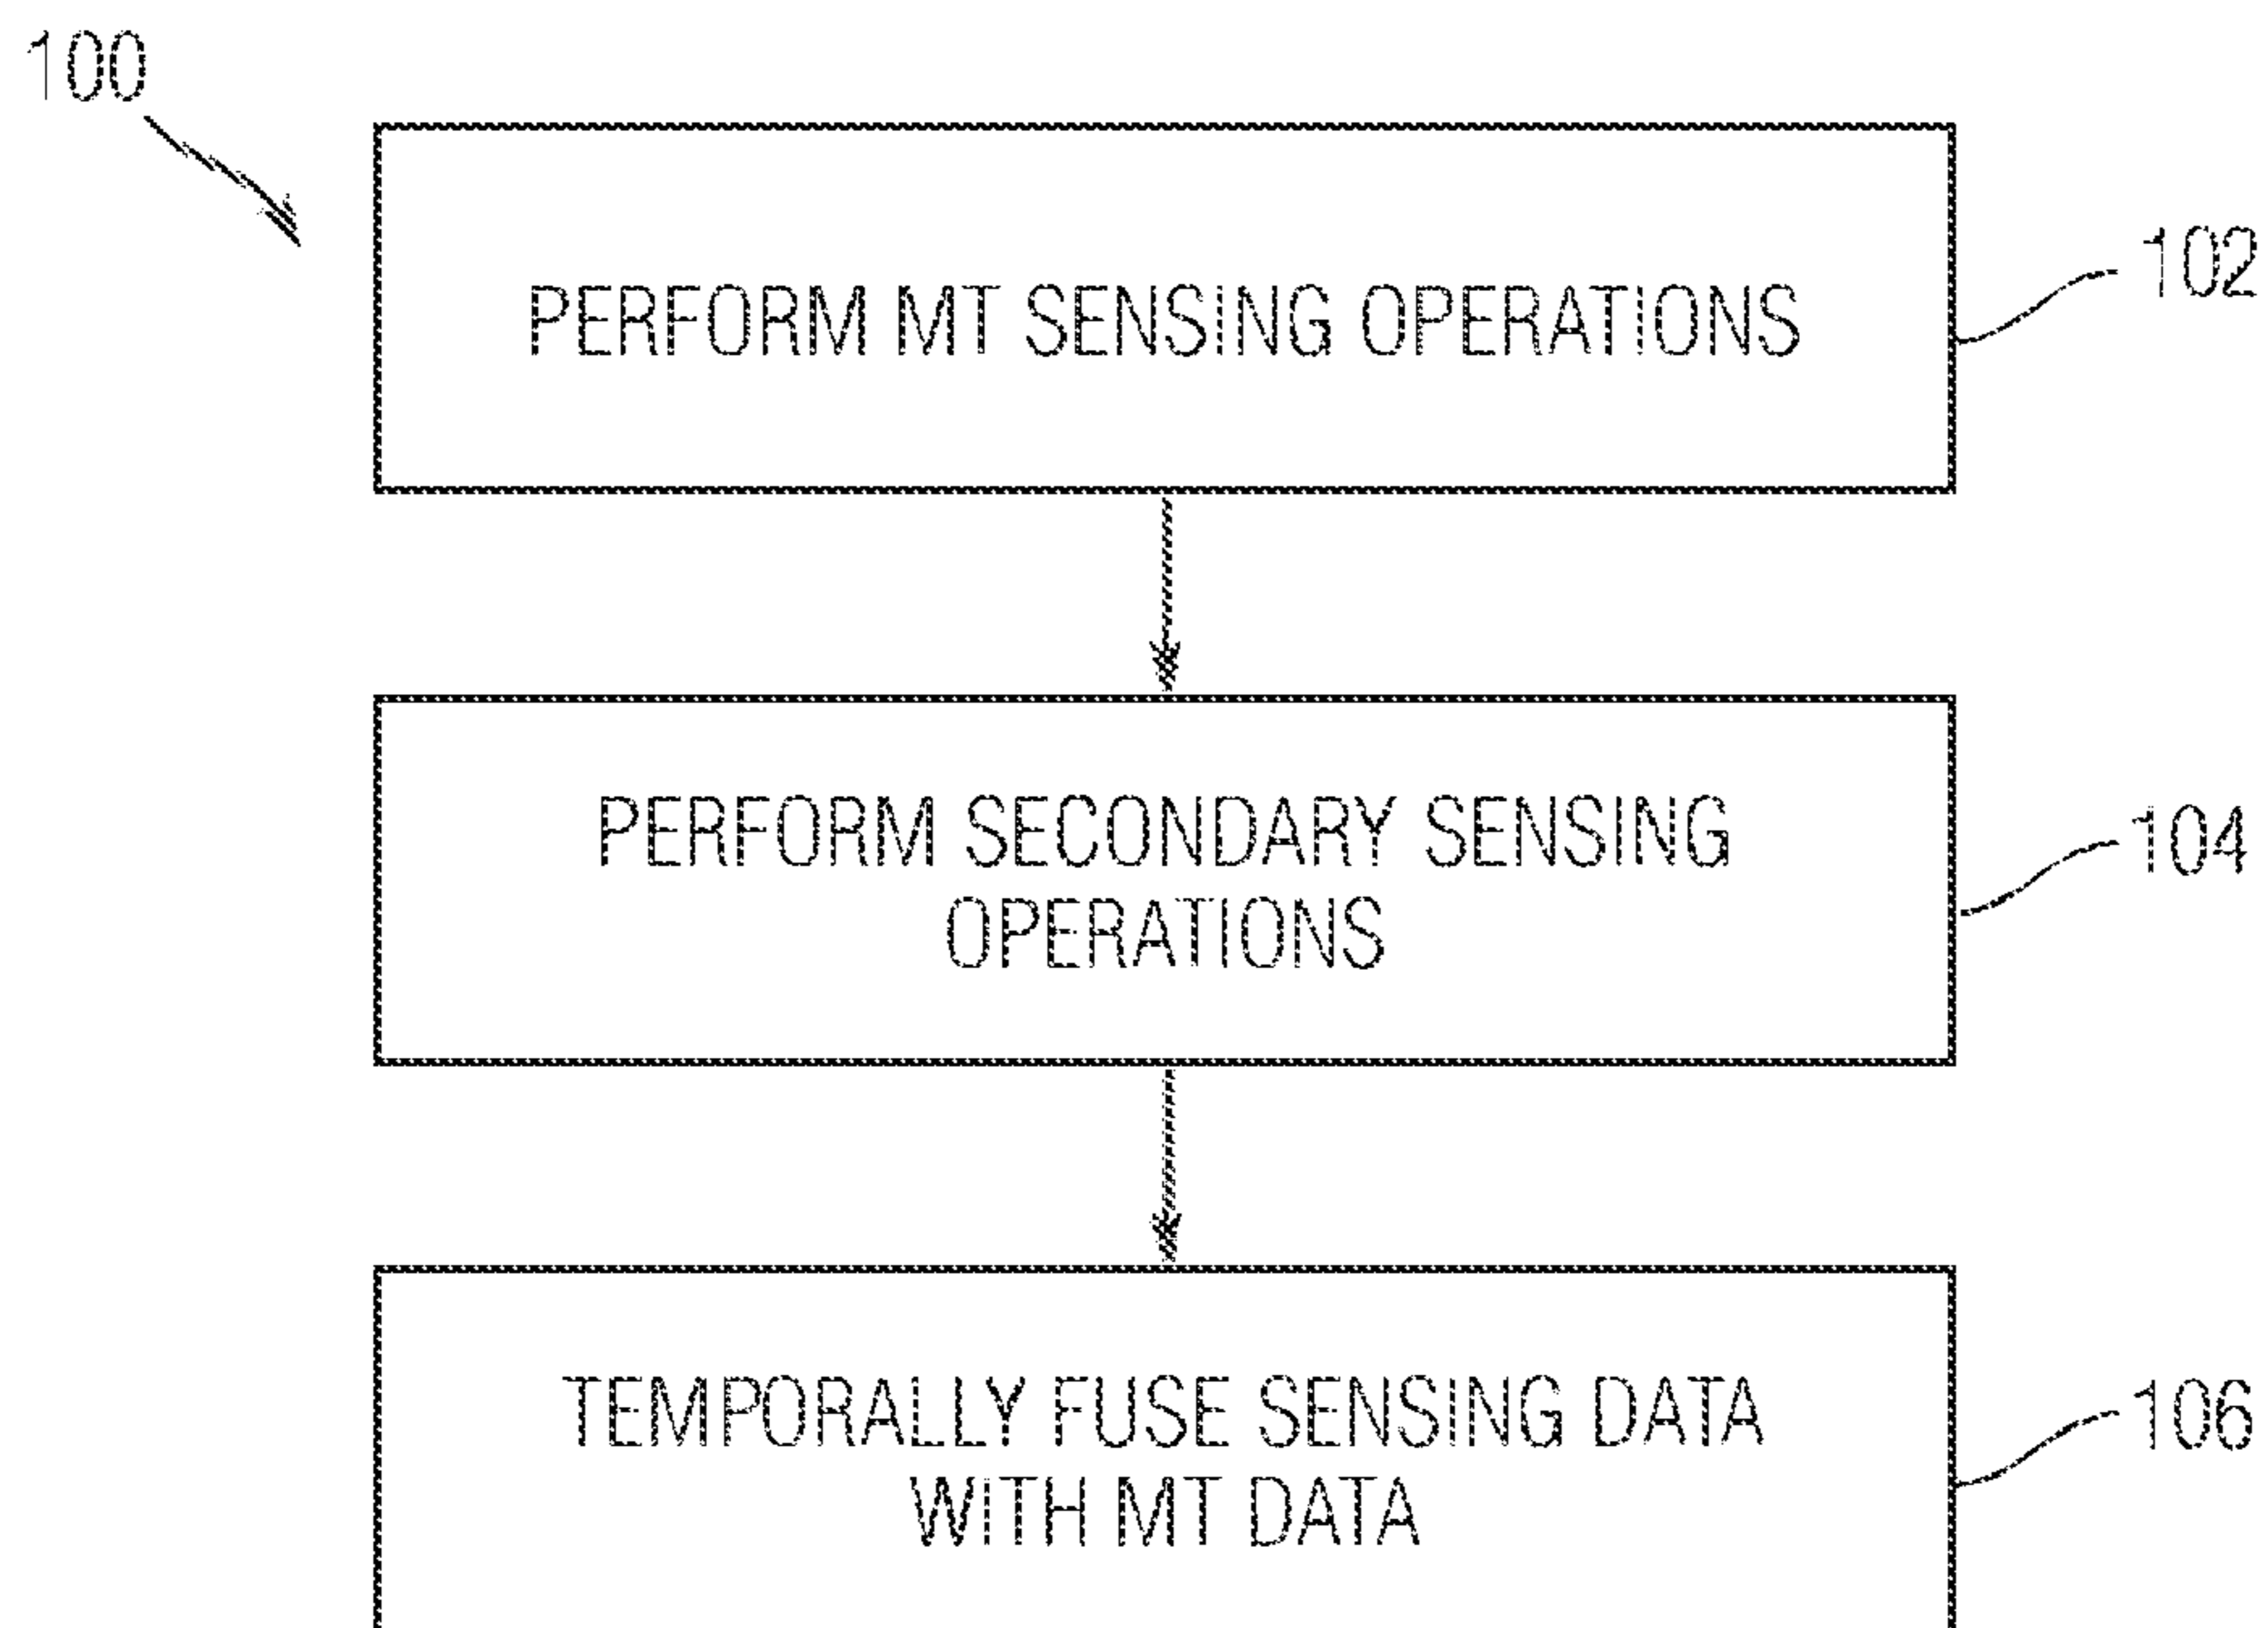 100
PERFORM MT SENSING OPERATIONS
102
PERFORM SECONDARY SENSING
OPERATIONS
104
TEMPORALLY FUSE SENSING DATA
WITH MT DATA
106